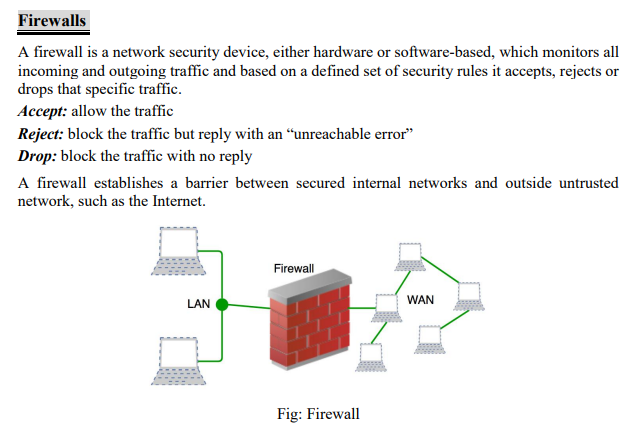 Firewalls
A firewall is a network security device, either hardware or software-based, which monitors all
incoming and outgoing traffic and based on a defined set of security rules it accepts, rejects or
drops that specific traffic.
Accept: allow the traffic
Reject: block the traffic but reply with an “unreachable error”
Drop: block the traffic with no reply
A firewall establishes a barrier between secured internal networks and outside untrusted
network, such as the Internet.
Firewall
LAN
WAN
Fig: Firewall